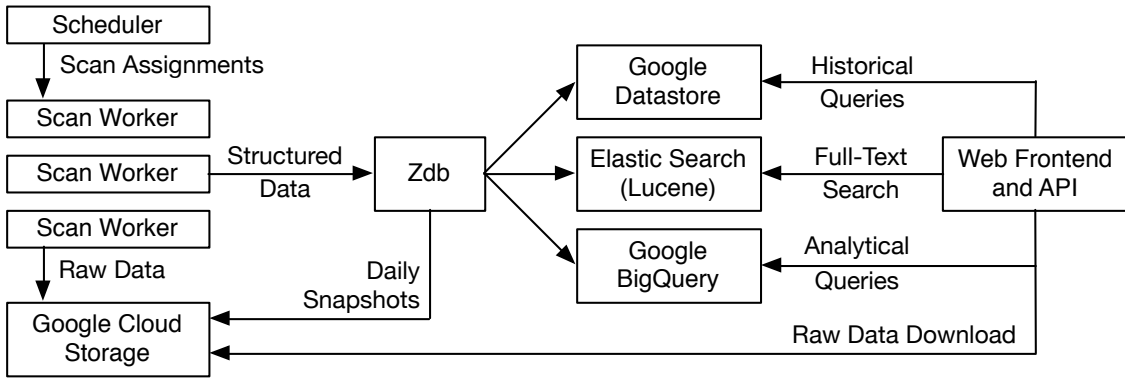 Scheduler
Scan Assignments
Scan Worker
Scan Worker
Structured
Data
Scan Worker
Raw Data
Google Cloud
Storage
Zdb
Daily
Snapshots
Google
Datastore
Elastic Search
(Lucene)
Google
BigQuery
Historical
Queries
Full-Text
Search
Analytical
Queries
Web Frontend
and API
Raw Data Download